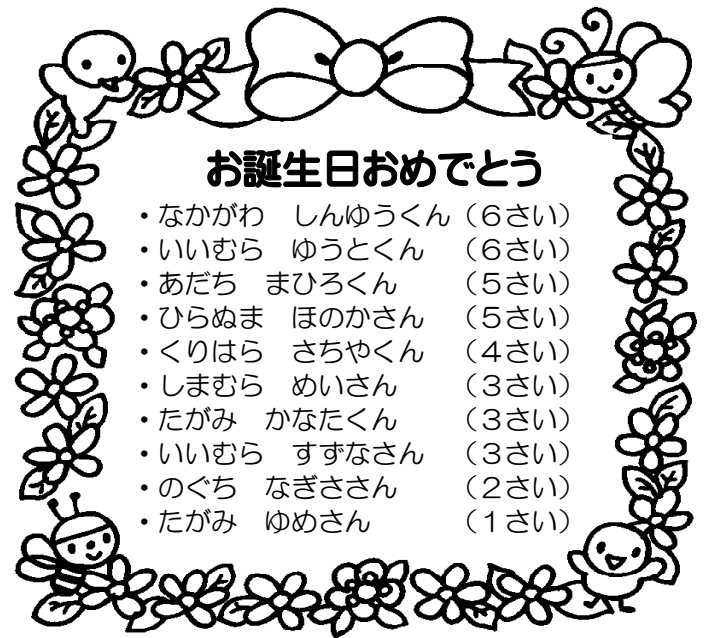 お誕生日おめでとう
・なかがわ　しんゆうくん（６さい）
・いいむら　ゆうとくん　（６さい）
・あだち　まひろくん　　（５さい）
・ひらぬま　ほのかさん　（５さい）
・くりはら　さちやくん　（４さい）
・しまむら　めいさん　　（３さい）
・たがみ　かなたくん　　（３さい）
・いいむら　すずなさん　（３さい）
・のぐち　なぎささん　　（２さい）
・たがみ　ゆめさん　　　（１さい）